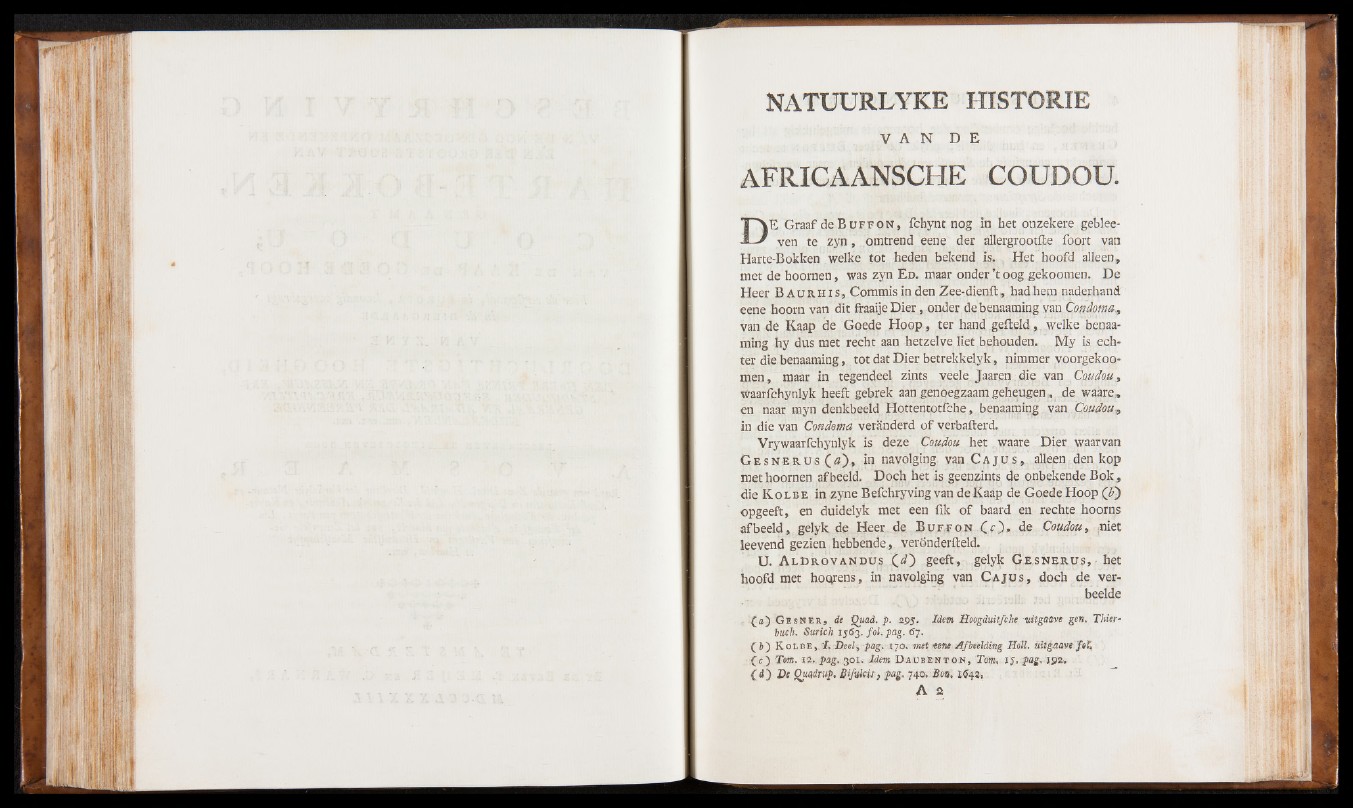 NATUURLYKE HISTORIE
VAN DE
AFRICAANSCHE COUDOU.
DE Graaf de BUFFON, ſchynt nog in het onzekere geblee-
ven te zyn, omtrend eene der allergrootſte ſoort van
Harte-Bokken welke tot heden bekend is. Het hoofd alleen,
met de hoornen, was zyn ED. maar onder 't oog gekoomen. De
Heer BAURHIS, Commis in den Zee-dienſt, had hem naderhand
eene hoorn van dit fraaije Dier, onder de benaaming van Condoma,
van de Kaap de Goede Hoop, ter hand geſteld, welke benaa-
ming hy dus met recht aan hetzelve liet behouden. My is ech-
ter die benaaming, tot dat Dier betrekkelyk, nimmer voorgekoo-
men, maar in tegendeel zints veele Jaaren die van Coudou,
waarſchynlyk heeft gebrek aan genoegzaam geheugen, de waare,
en naar myn denkbeeld Hottentotſche, benaaming van Coudou,
in die van Condoma veränderd of verbaſterd.
Vrywaarſchynlyk is deze Coudou het waare Dier waarvan
GESNERUS (a), in navolging van CAJUS, alleen den kop
met hoornen afbeeld. Doch het is geenzints de onbekende Bok,
die KOLBE in zyne Beſchryving van de Kaap de Goede Hoop (b)
opgeeft, en duidelyk met een ſik of baard en rechte hoorns
afbeeld, gelyk de Heer de BUFFON (c), de Coudou, niet
leevend gezien hebbende, verönderſteld.
U. ALDROVANDUS (d) geeft, gelyk GESNERUS, het
hoofd met hoorens, in navolging van CAJUS, doch de ver-
beelde
(a) GESNER, de Quad. p. 295. Idem Hoogduitſche uitgaave gen. Thier-
buch. Surich 1563. fol. pag. 67.
(b) KOLBE, I. Deel, pag. 170. met eene Afbeelding Holl. uitgaave fol.
(c) Tom. 12. pag. 301. Idem DAUBENTON, Tom. 15. pag. 192.
(d) De Quadrup. Biſulcis, pag. 740. Bon. 1642.
A 2